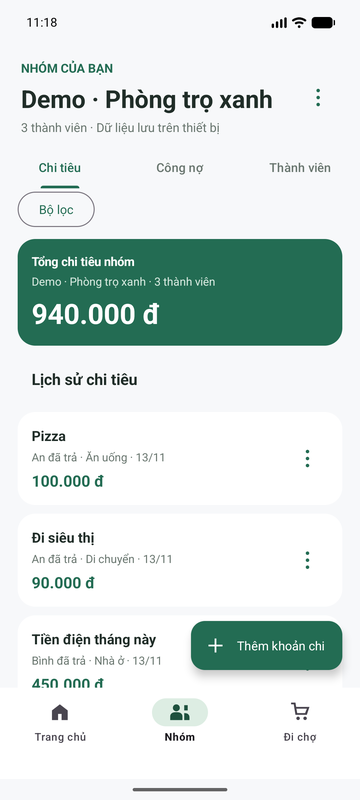 11:18
NHÓM CỦA BẠN
Demo · Phòng trọ xanh
3 thành viên · Dữ liệu lưu trên thiết bị
Chi tiêu
Công nợ
Thành viên
Bộ lọc
Tổng chi tiêu nhóm
Demo · Phòng trọ xanh · 3 thành viên
940.000 đ
Lịch sử chi tiêu
Pizza
An đã trả · Ăn uống · 13/11
100.000 đ
Đi siêu thị
An đã trả · Di chuyển · 13/11
90.000 đ
Tiền điện tháng này
Bình đã trả · Nhà ở · 13/11
450.000 đ
Thêm khoản chi
Trang chủ
Nhóm
Đi chợ